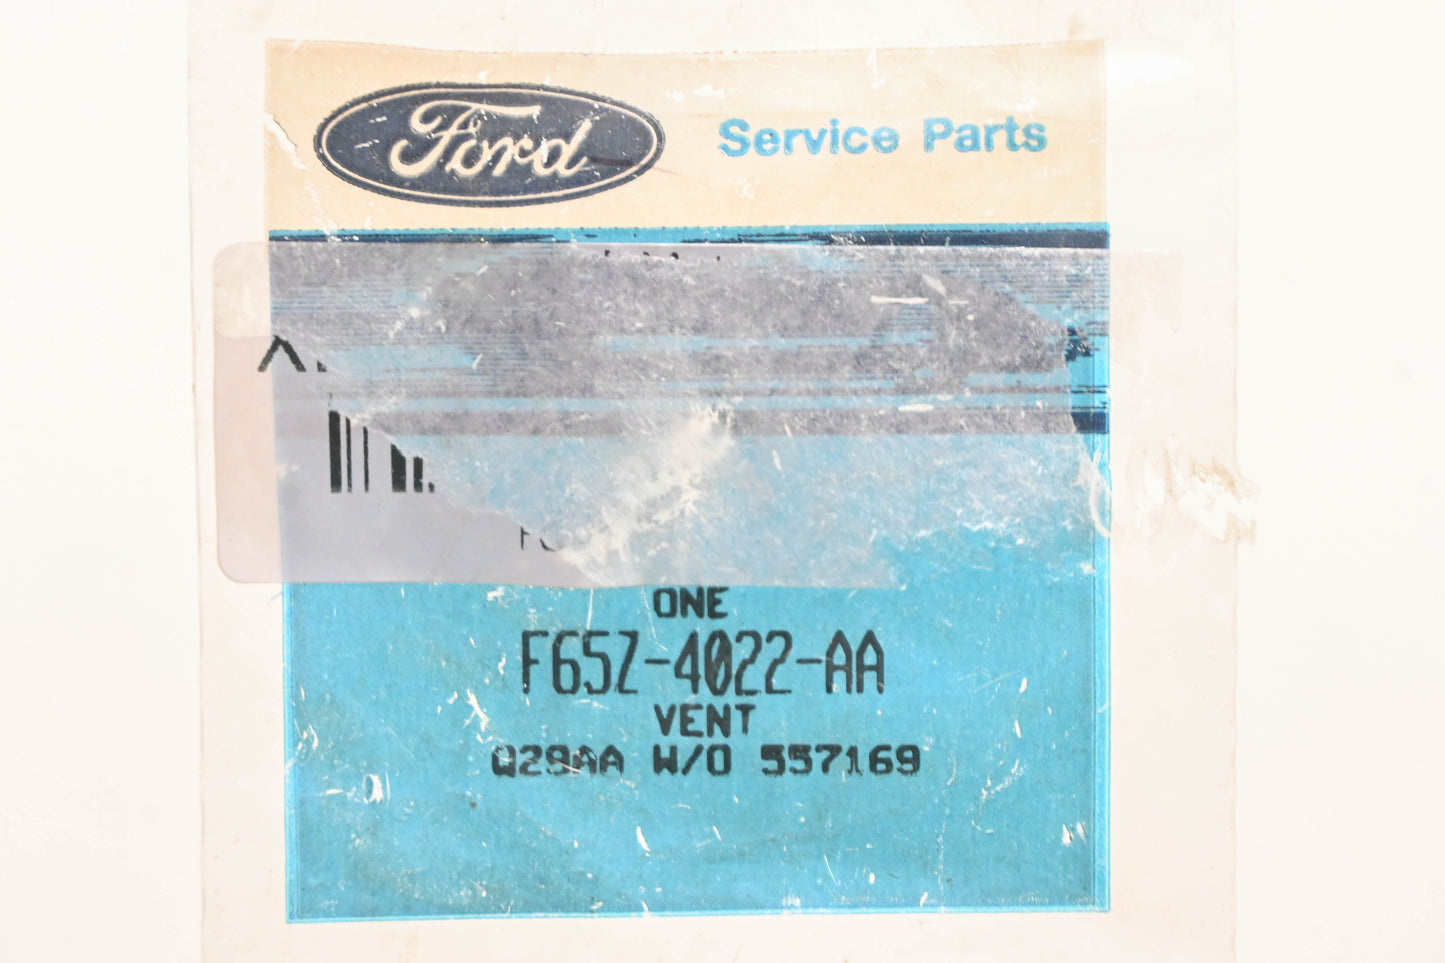 Ford
Service Parts
ONE
F65Z-4022-AA
VENT
Q29AA W/O 557169